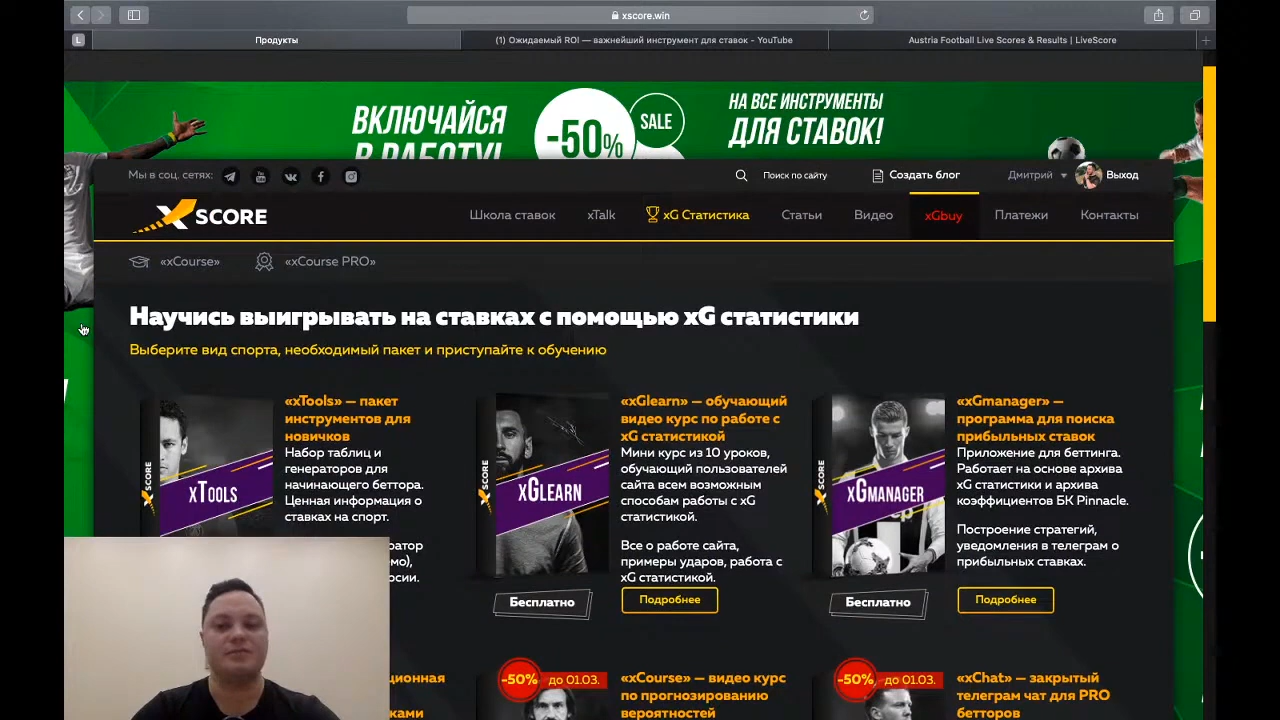 xscore.win
L
Продукты
(1) Ожидаемый ROI — важнейший инструмент для ставок - YouTube
Austria Football Live Scores & Results | LiveScore
ВКЛЮЧАЙСЯ
В РАБОТУ!
-50%
SALE
НА ВСЕ ИНСТРУМЕНТЫ
ДЛЯ СТАВОК!
Мы в соц. сетях:
Поиск по сайту
Создать блог
Дмитрий
Выход
XSCORE
Школа ставок
xTalk
xG Статистика
Статьи
Видео
xGbuy
Платежи
Контакты
«xCourse»
«xCourse PRO»
Научись выигрывать на ставках с помощью xG статистики
Выберите вид спорта, необходимый пакет и приступайте к обучению
XSCORE
xTOOLS
«xTools» — пакет
инструментов для
новичков
Набор таблиц и
генераторов для
начинающего беттора.
Ценная информация о
ставках на спорт.
XSCORE
xGLEARN
Бесплатно
«xGlearn» — обучающий
видео курс по работе с
xG статистикой
Мини курс из 10 уроков,
обучающий пользователей
сайта всем возможным
способам работы с xG
статистикой.
Все о работе сайта,
примеры ударов, работа с
xG статистикой.
Подробнее
XSCORE
xGMANAGER
Бесплатно
«xGmanager» —
программа для поиска
прибыльных ставок
Приложение для беттинга.
Работает на основе архива
xG статистики и архива
коэффициентов БК Pinnacle.
Построение стратегий,
уведомления в телеграм о
прибыльных ставках.
Подробнее
-50%
до 01.03.
«xCourse» — видео курс
по прогнозированию
вероятностей
-50%
до 01.03.
«xChat» — закрытый
телеграм чат для PRO
бетторов